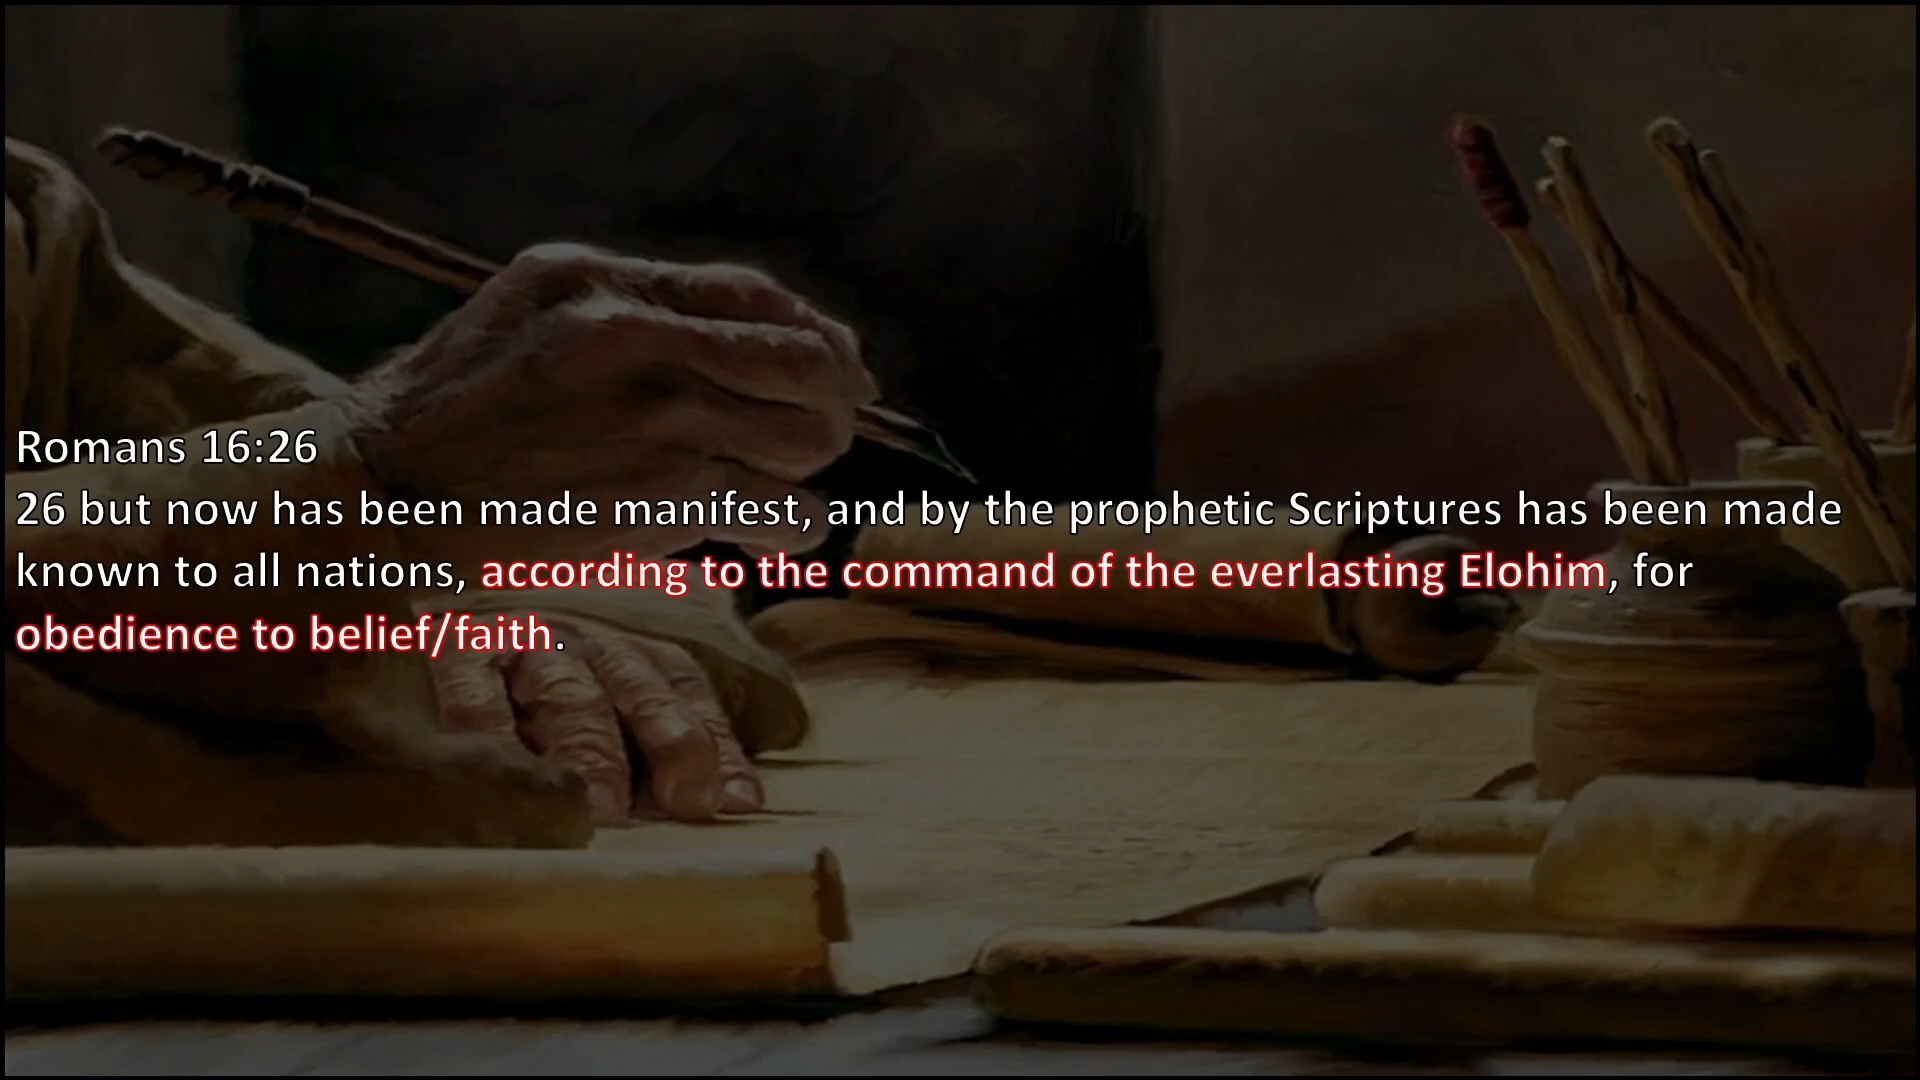 Romans 16:26
26 but now has been made manifest, and by the prophetic Scriptures has been made
known to all nations, according to the command of the everlasting Elohim, for
obedience to belief/faith.